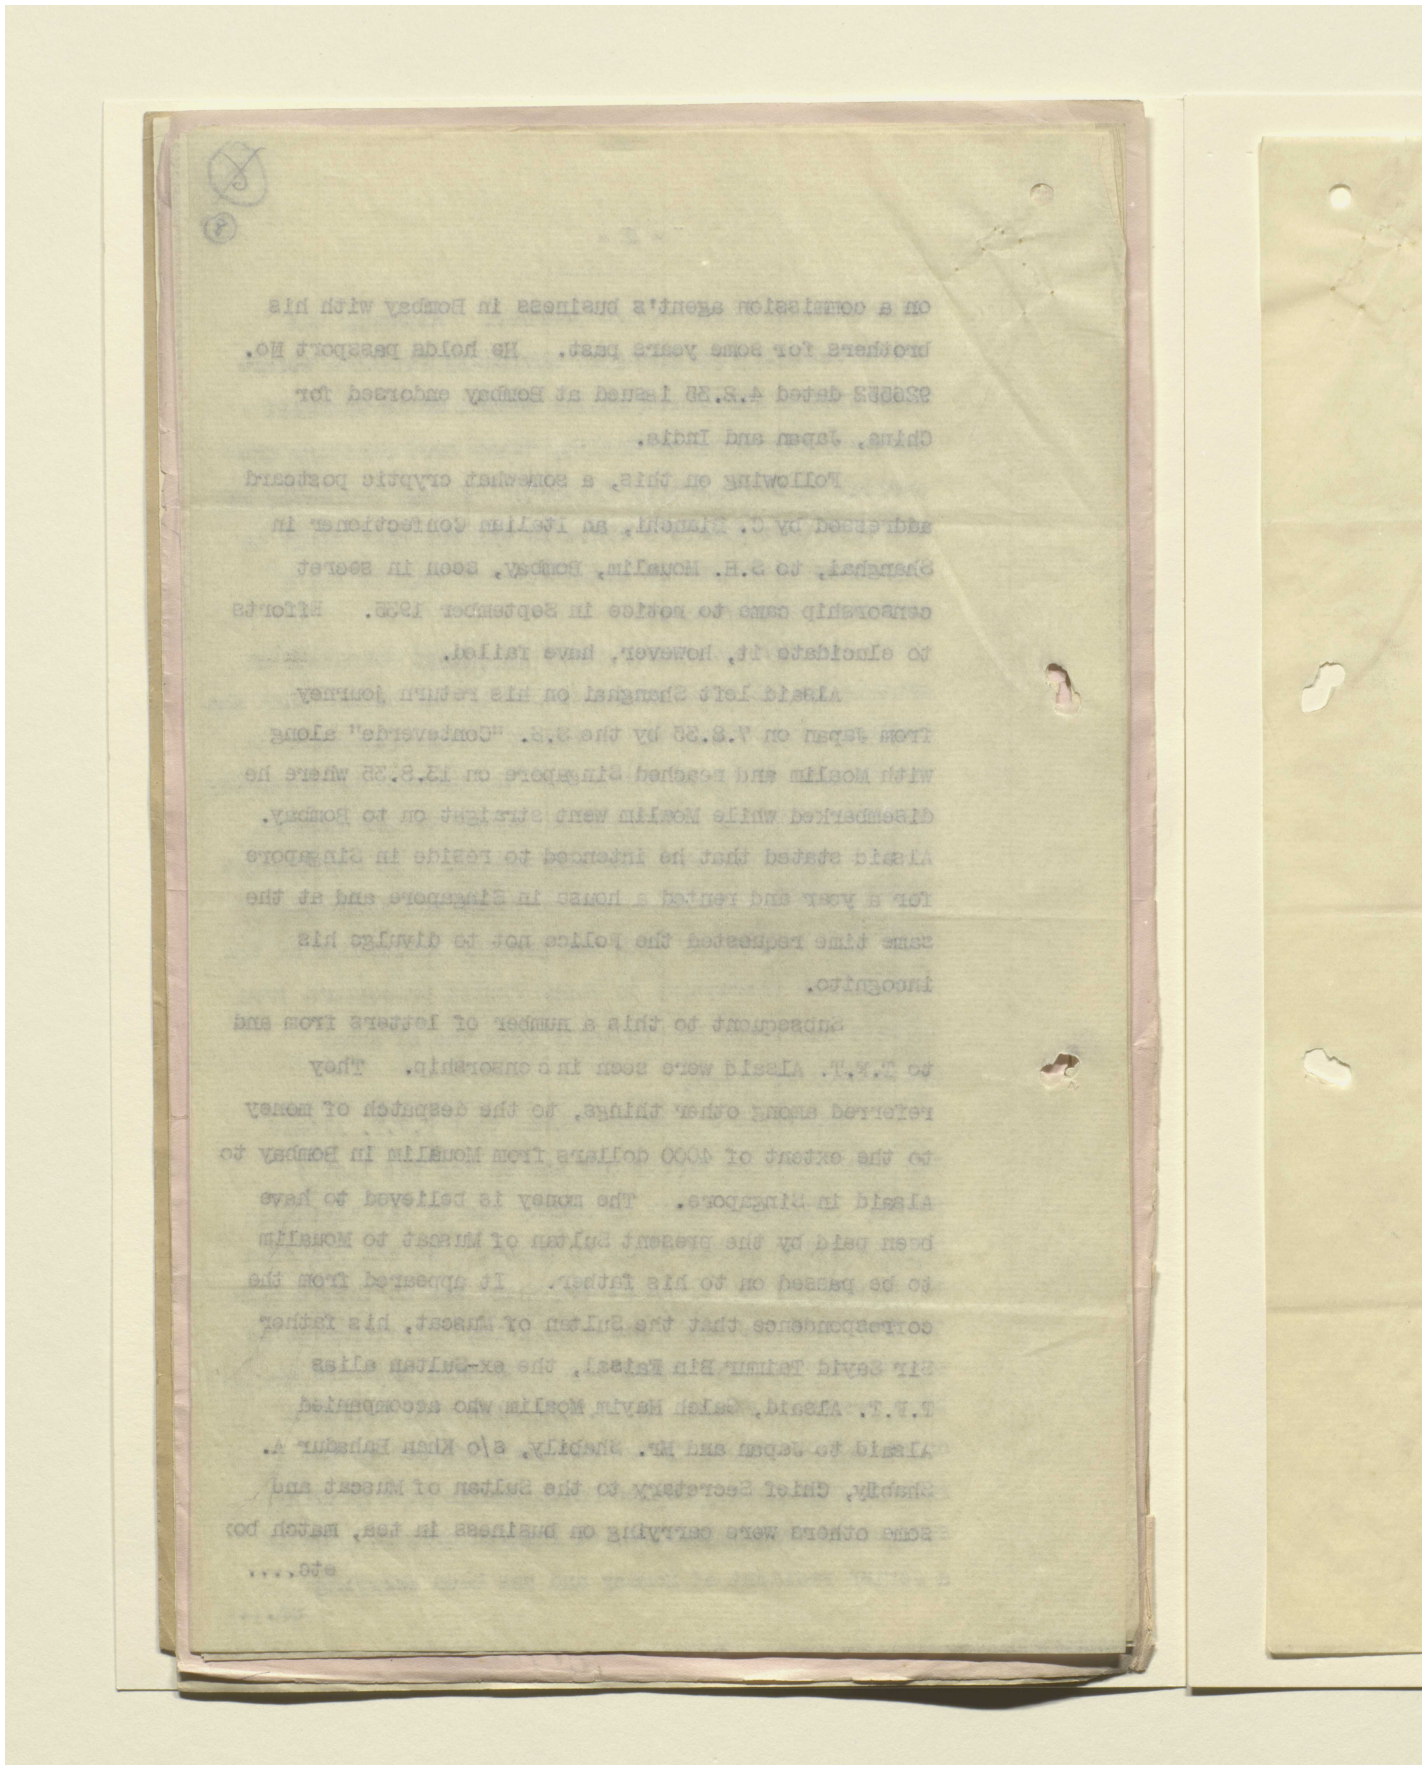 8
8
- 2 -
on a commission agent's business in Bombay with his
brothers for some years past. He holds passport No.
926552 dated 4.2.35 issued at Bombay endorsed for
China, Japan and India.
Following on this, a somewhat cryptic postcard
addressed by C. Bianchi, an Italian Confectioner in
Shanghai, to S.H. Mouslim, Bombay, seen in secret
censorship came to notice in September 1935. Efforts
to elucidate it, however, have failed.
Alsaid left Shanghai on his return journey
from Japan on 7.8.35 by the S.S. "Conteverde" along
with Moslim and reached Singapore on 13.8.35 where he
disembarked while Moslim went straight on to Bombay.
Alsaid stated that he intended to reside in Singapore
for a year and rented a house in Singapore and at the
same time requested the Police not to divulge his
incognito.
Subsequent to this a number of letters from and
to T.F.T. Alsaid were seen in censorship. They
referred among other things, to the despatch of money
to the extent of 4000 dollars from Mouslim in Bombay to
Alsaid in Singapore. The money is believed to have
been paid by the present Sultan of Muscat to Mouslim
to be passed on to his father. It appeared from the
correspondence that the Sultan of Muscat, his father
Sir Sayid Teimur Bin Faisal, the ex-Sultan alias
T.F.T. Alsaid, Saleh Hayim Moslim who accompanied
Alsaid to Japan and Mr. Shabily, s/o Khan Bahadur A.
Shabily, Chief Secretary to the Sultan of Muscat and
some others were carrying on business in tea, match box
etc....